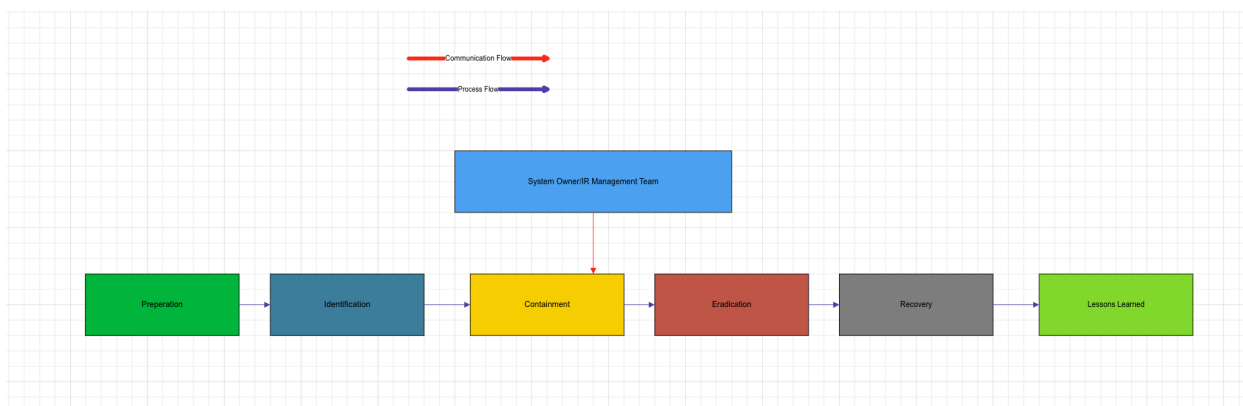 Communication Flow
Process Flow
System Owner/IR Management Team
Preperation
Identification
Containment
Eradication
Recovery
Lessons Learned